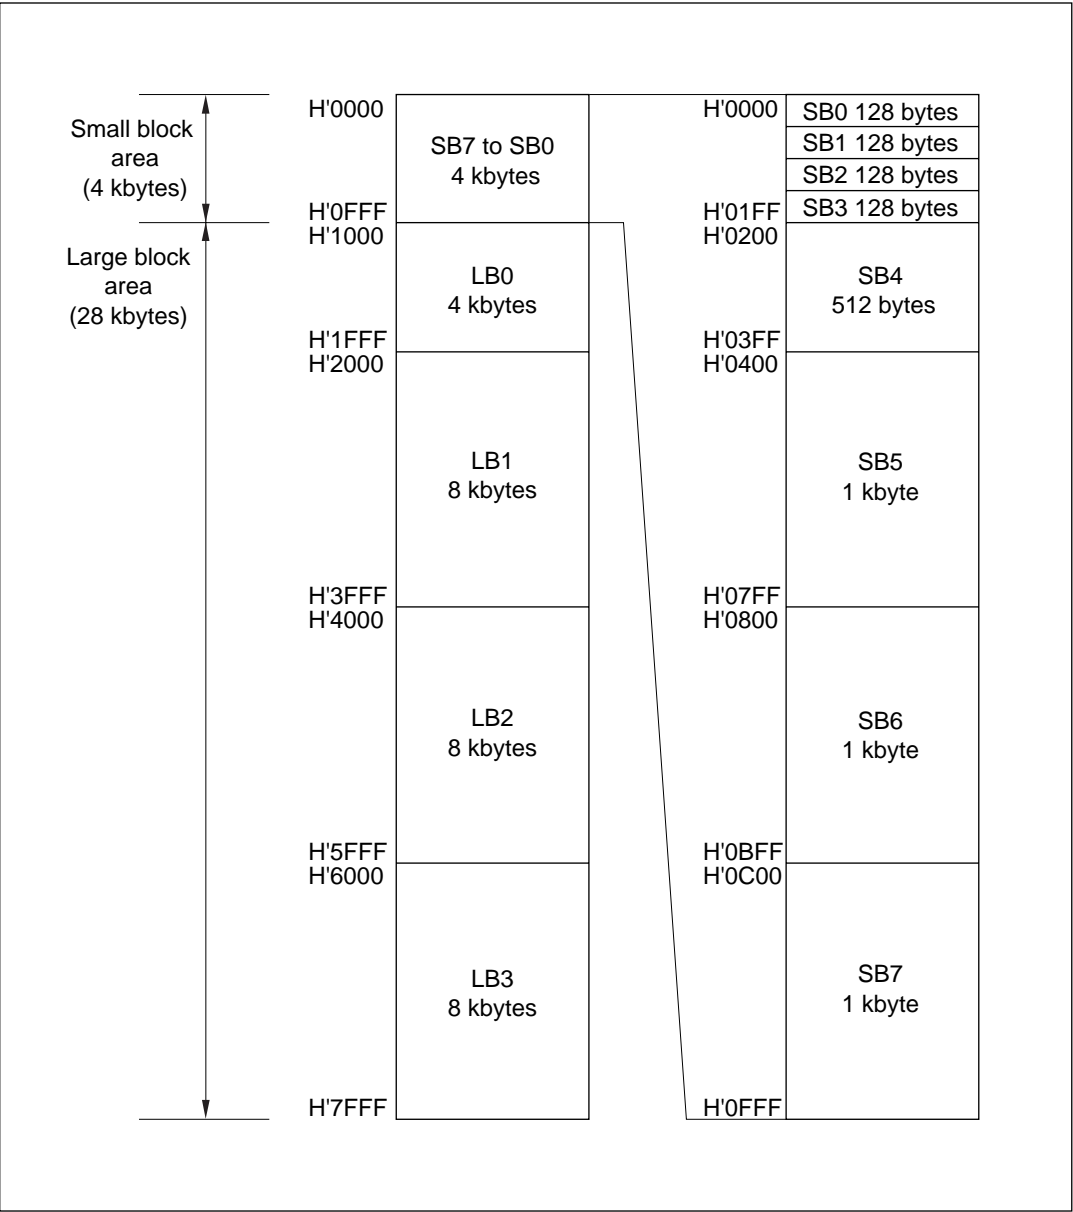 Small block
area
(4 kbytes)
Large block
area
(28 kbytes)
H'0000
SB7 to SB0
4 kbytes
H'0FFF
H'1000
LB0
4 kbytes
H'1FFF
H'2000
LB1
8 kbytes
H'3FFF
H'4000
LB2
8 kbytes
H'5FFF
H'6000
LB3
8 kbytes
H'7FFF
H'0000
SB0 128 bytes
SB1 128 bytes
SB2 128 bytes
SB3 128 bytes
H'01FF
H'0200
SB4
512 bytes
H'03FF
H'0400
SB5
1 kbyte
H'07FF
H'0800
SB6
1 kbyte
H'0BFF
H'0C00
SB7
1 kbyte
H'0FFF